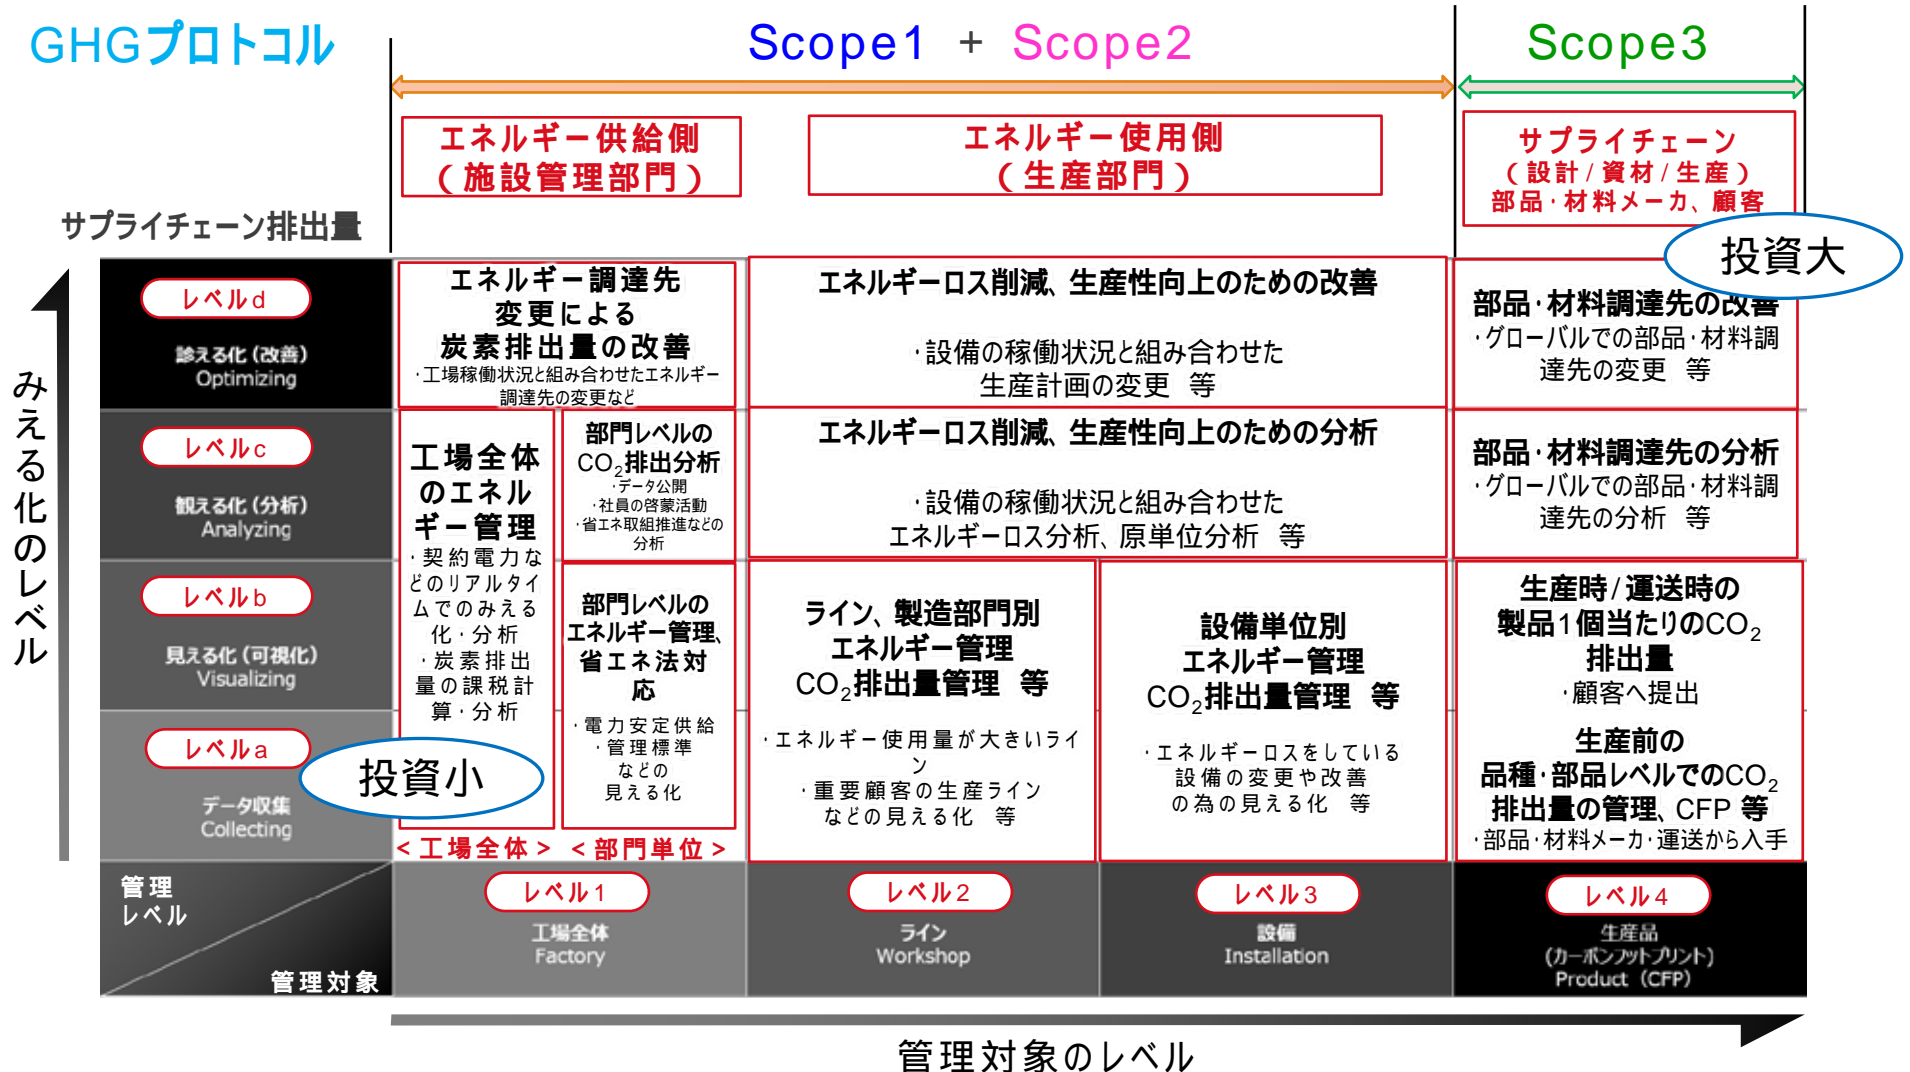 GHGプロトコル
Scope1 + Scope2
Scope3
エネルギー供給側
(施設管理部門)
エネルギー使用側
(生産部門)
サプライチェーン
(設計/資材/生産)
部品・材料メーカ、顧客
サプライチェーン排出量
投資大
みえる化のレベル
レベルd
診える化(改善)
Optimizing
エネルギー調達先
変更による
炭素排出量の改善
・工場稼働状況と組み合わせたエネルギー
調達先の変更など
エネルギーロス削減、生産性向上のための改善
・設備の稼働状況と組み合わせた
生産計画の変更 等
部品・材料調達先の改善
・グローバルでの部品・材料調
達先の変更 等
レベルc
観える化(分析)
Analyzing
工場全体
のエネル
ギー管理
・契約電力な
どのリアルタイ
ムでのみえる
化・分析
・炭素排出
量の課税計
算・分析
部門レベルの
CO₂排出分析
・データ公開
・社員の啓蒙活動
・省エネ取組推進などの
分析
エネルギーロス削減、生産性向上のための分析
・設備の稼働状況と組み合わせた
エネルギーロス分析、原単位分析 等
部品・材料調達先の分析
・グローバルでの部品・材料調
達先の分析 等
レベルb
見える化(可視化)
Visualizing
部門レベルの
エネルギー管理、
省エネ法対
応
・電力安定供給
・管理標準
などの
見える化
ライン、製造部門別
エネルギー管理
CO₂排出量管理 等
・エネルギー使用量が大きいライ
ン
・重要顧客の生産ライン
などの見える化 等
設備単位別
エネルギー管理
CO₂排出量管理 等
・エネルギーロスをしている
設備の変更や改善
の為の見える化 等
生産時/運送時の
製品1個当たりのCO₂
排出量
・顧客へ提出
生産前の
品種・部品レベルでのCO₂
排出量の管理、CFP 等
・部品・材料メーカ・運送から入手
レベルa
データ収集
Collecting
投資小
<工場全体>
<部門単位>
管理
レベル
管理対象
レベル1
工場全体
Factory
レベル2
ライン
Workshop
レベル3
設備
Installation
レベル4
生産品
(カーボンフットプリント)
Product (CFP)
管理対象のレベル